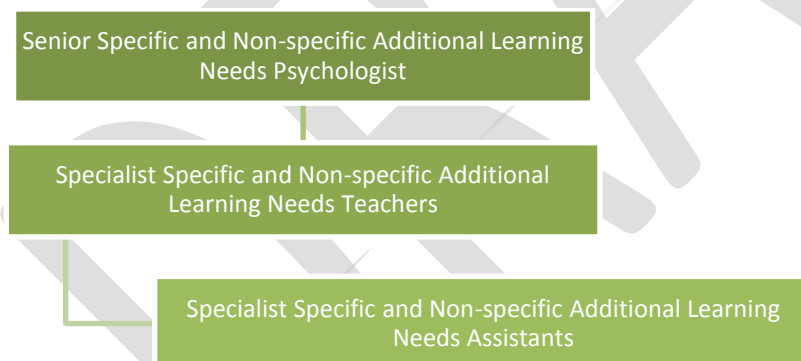 Senior Specific and Non-specific Additional Learning
Needs Psychologist
Specialist Specific and Non-specific Additional
Learning Needs Teachers
Specialist Specific and Non-specific Additional Learning
Needs Assistants